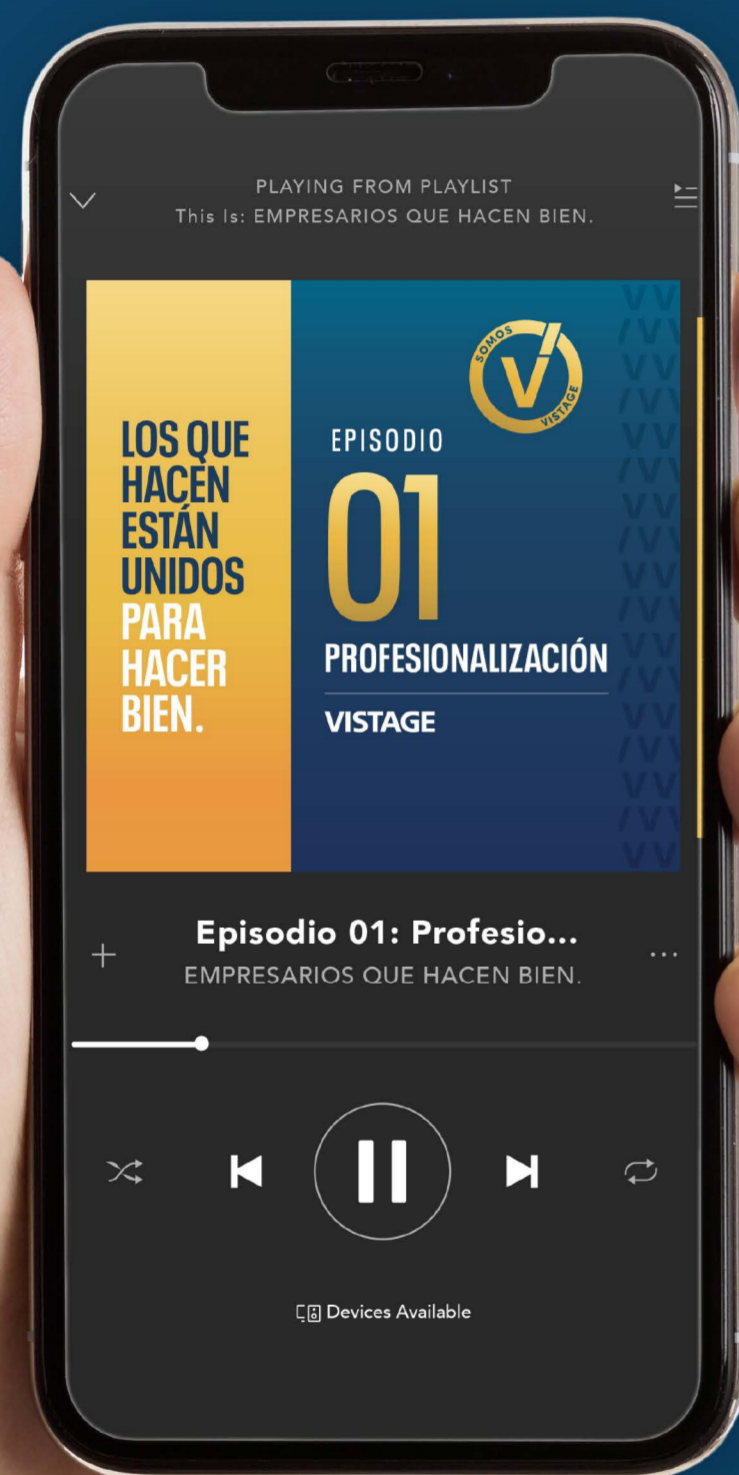 PLAYING FROM PLAYLIST
This Is: EMPRESARIOS QUE HACEN BIEN.
LOS QUE
HACEN
ESTÁN
UNIDOS
PARA
HACER
BIEN.
SOMOS
V
VISTAGE
EPISODIO
01
PROFESIONALIZACIÓN
VISTAGE
Episodio 01: Profesio...
EMPRESARIOS QUE HACEN BIEN.
Devices Available